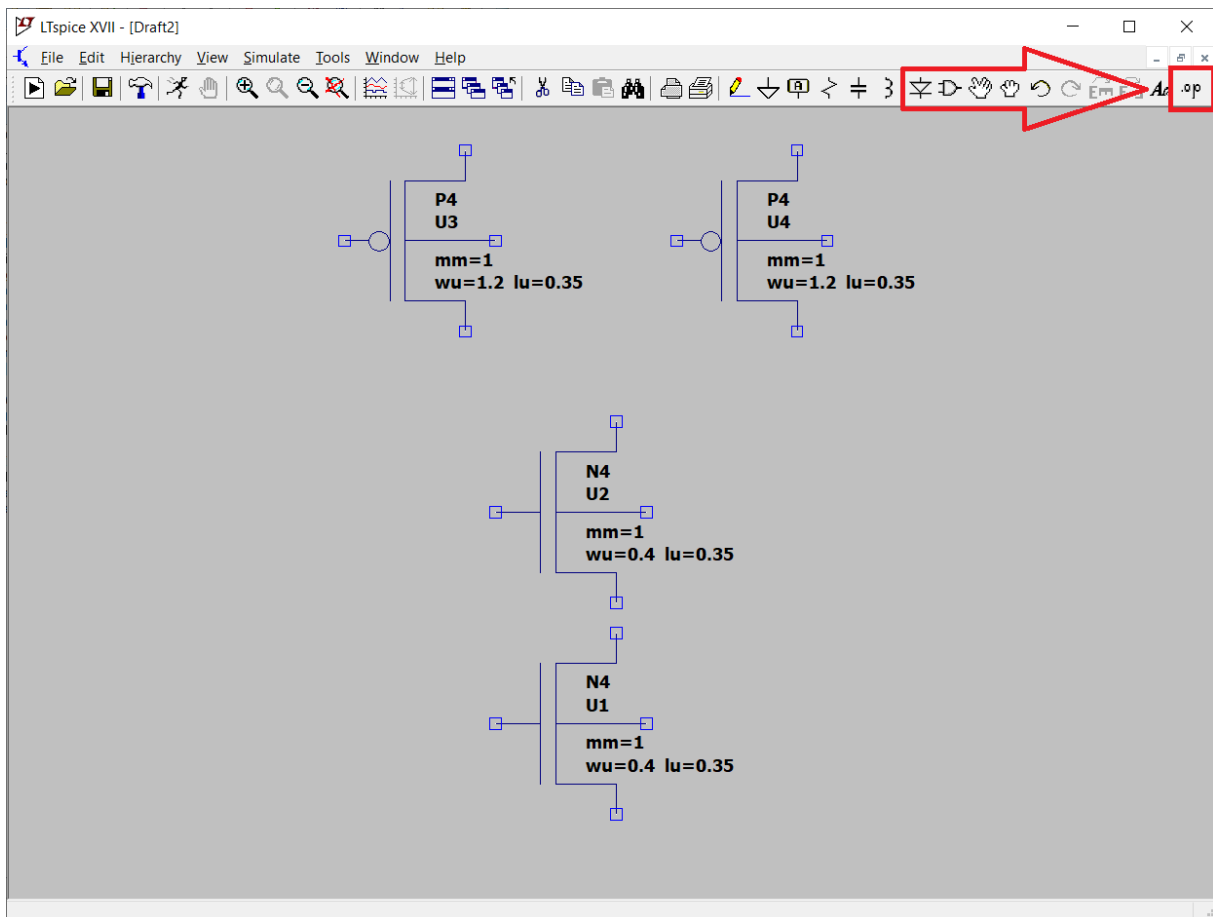 LTspice XVII - [Draft2]
File Edit Hierarchy View Simulate Tools Window Help
.op
P4
U3
mm=1
wu=1.2 lu=0.35
P4
U4
mm=1
wu=1.2 lu=0.35
N4
U2
mm=1
wu=0.4 lu=0.35
N4
U1
mm=1
wu=0.4 lu=0.35